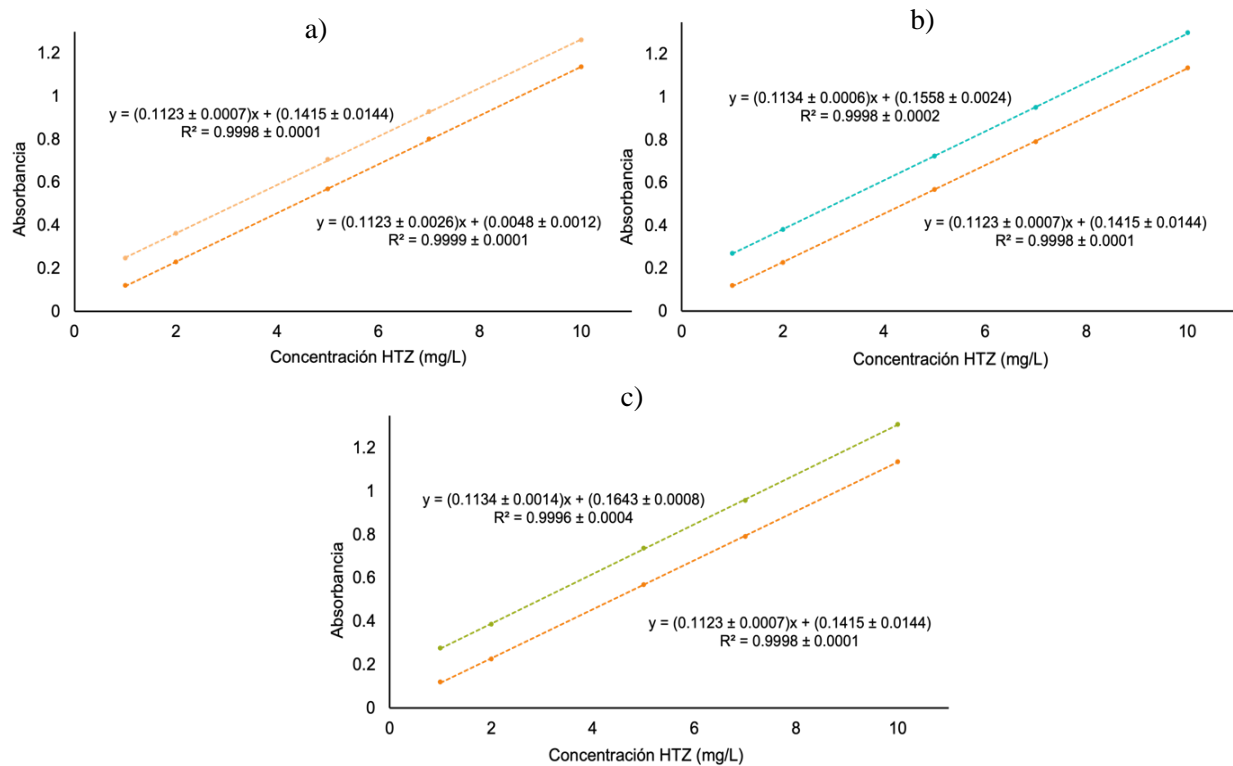 a)
1.2
1
0.8
0.6
0.4
0.2
0
Absorbancia
y = (0.1123 ± 0.0007)x + (0.1415 ± 0.0144)
R² = 0.9998 ± 0.0001
y = (0.1123 ± 0.0026)x + (0.0048 ± 0.0012)
R² = 0.9999 ± 0.0001
0 2 4 6 8 10
Concentración HTZ (mg/L)
b)
1.2
1
0.8
0.6
0.4
0.2
0
Absorbancia
y = (0.1134 ± 0.0006)x + (0.1558 ± 0.0024)
R² = 0.9998 ± 0.0002
y = (0.1123 ± 0.0007)x + (0.1415 ± 0.0144)
R² = 0.9998 ± 0.0001
0 2 4 6 8 10
Concentración HTZ (mg/L)
c)
1.2
1
0.8
0.6
0.4
0.2
0
Absorbancia
y = (0.1134 ± 0.0014)x + (0.1643 ± 0.0008)
R² = 0.9996 ± 0.0004
y = (0.1123 ± 0.0007)x + (0.1415 ± 0.0144)
R² = 0.9998 ± 0.0001
0 2 4 6 8 10
Concentración HTZ (mg/L)